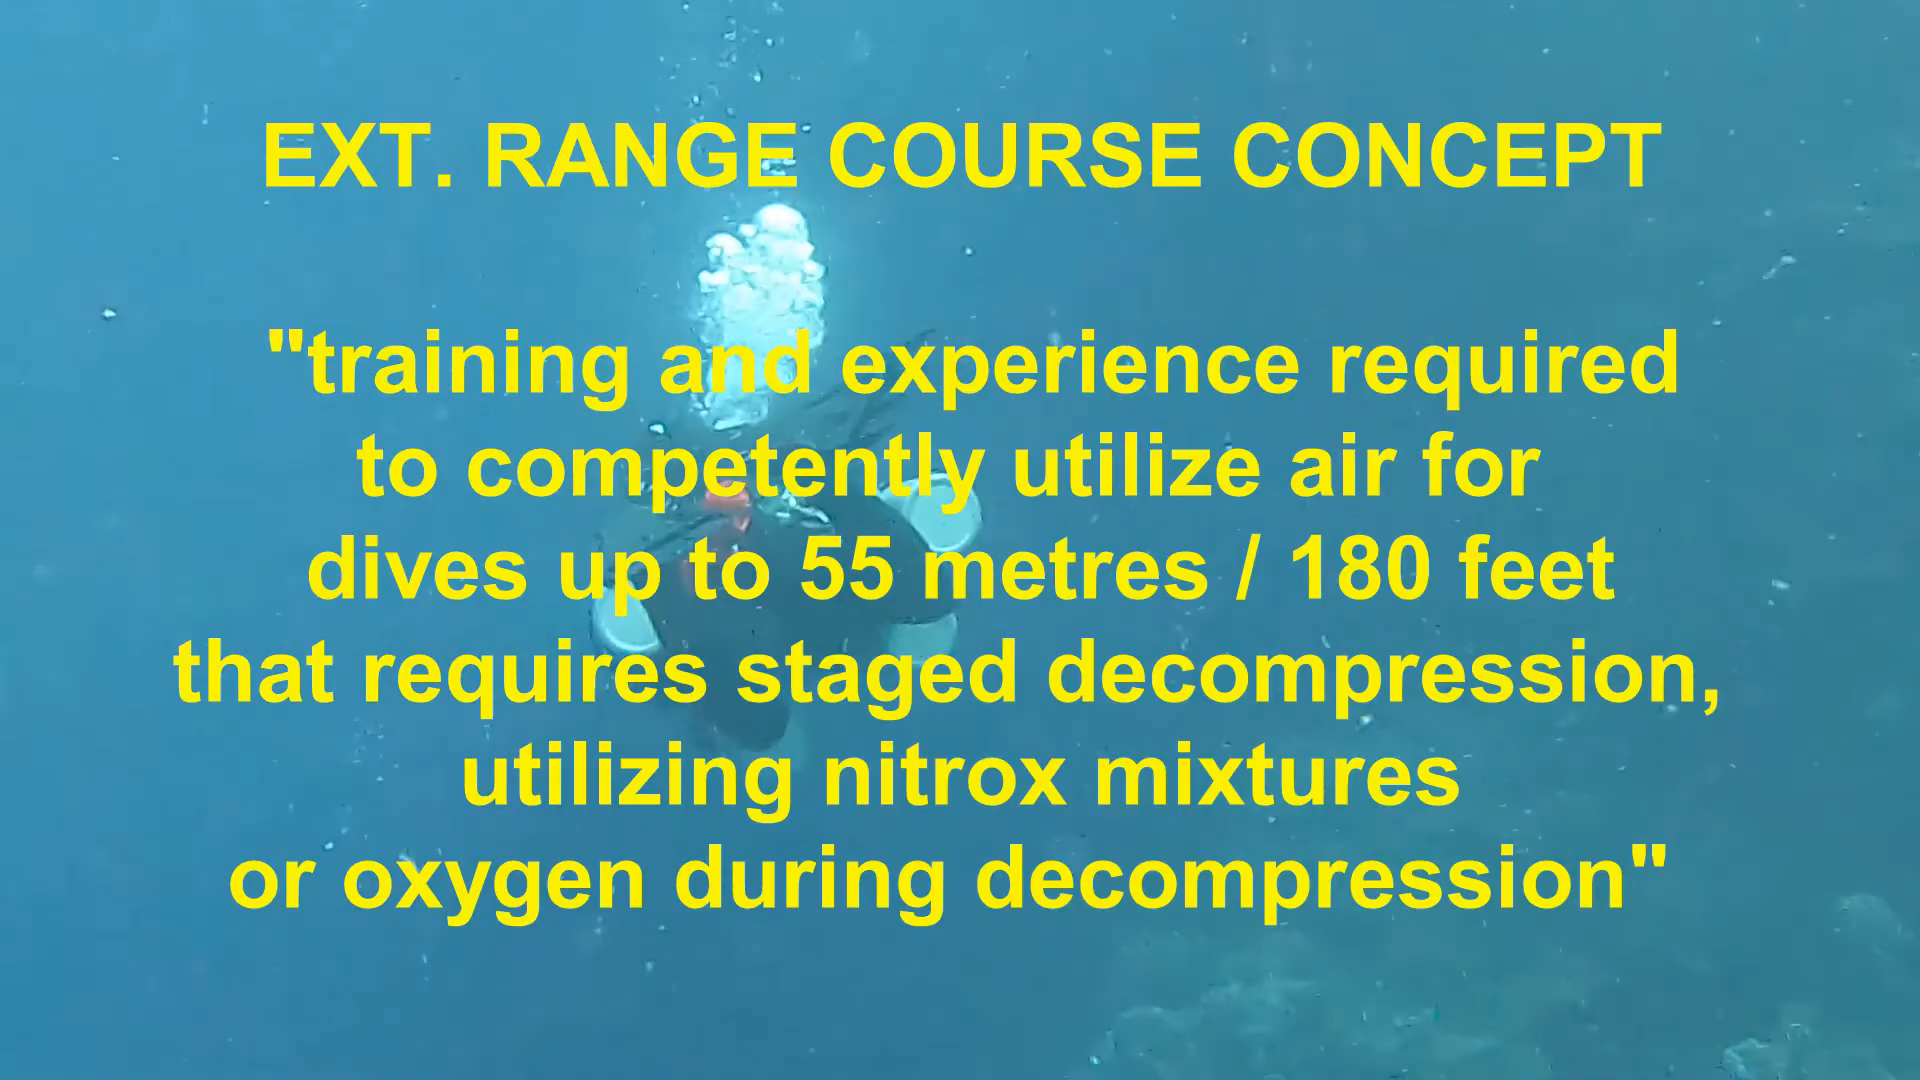 EXT. RANGE COURSE CONCEPT
"training and experience required
to competently utilize air for
dives up to 55 metres / 180 feet
that requires staged decompression,
utilizing nitrox mixtures
or oxygen during decompression"